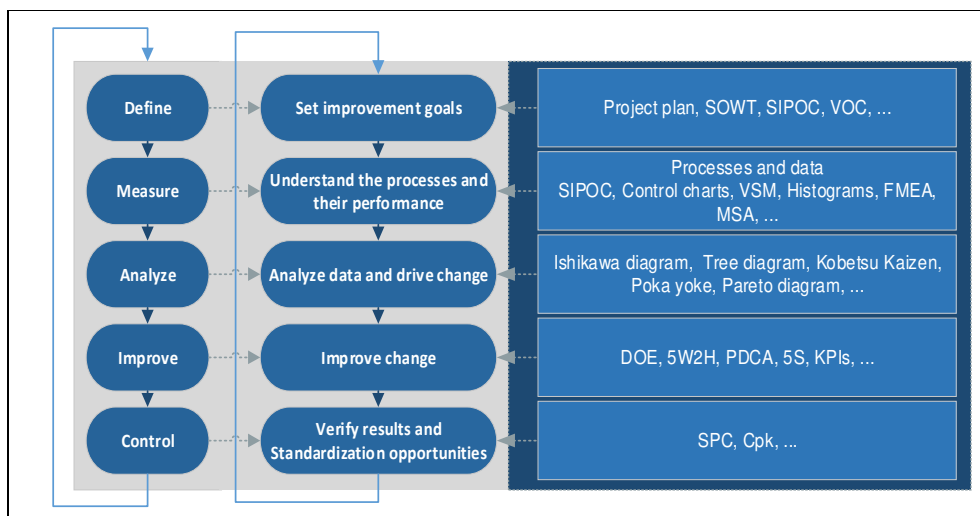 Define
Set improvement goals
Project plan, SOWT, SIPOC, VOC, ...
Measure
Understand the processes and
their performance
Processes and data
SIPOC, Control charts, VSM, Histograms, FMEA,
MSA, ...
Analyze
Analyze data and drive change
Ishikawa diagram, Tree diagram, Kobetsu Kaizen,
Poka yoke, Pareto diagram, ...
Improve
Improve change
DOE, 5W2H, PDCA, 5S, KPIs, ...
Control
Verify results and
Standardization opportunities
SPC, Cpk, ...